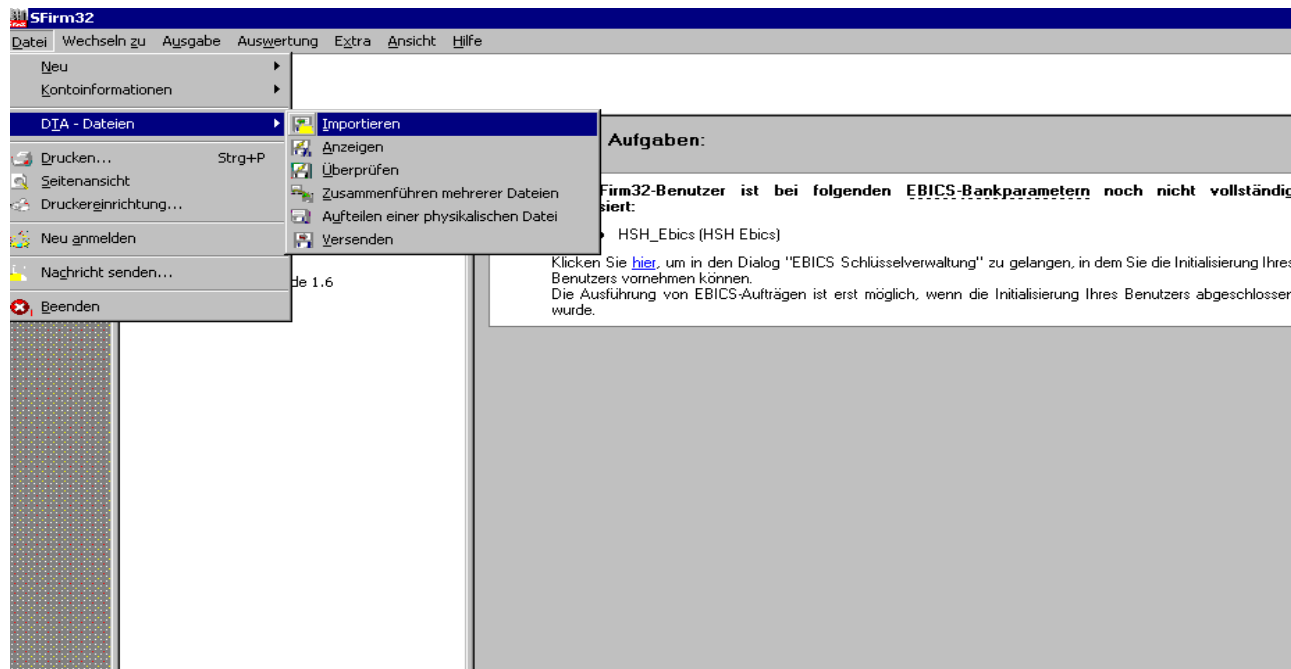 SFirm32
Datei Wechseln zu Ausgabe Auswertung Extra Ansicht Hilfe
Neu
Kontoinformationen
DTA - Dateien
Drucken... Strg+P
Seitenansicht
Druckereinrichtung...
Neu anmelden
Nachricht senden...
Beenden
Importieren
Anzeigen
Überprüfen
Zusammenführen mehrerer Dateien
Aufteilen einer physikalischen Datei
Versenden
de 1.6
Aufgaben:
Firm32-Benutzer ist bei folgenden EBICS-Bankparametern noch nicht vollständig
siert:
HSH_Ebics (HSH Ebics)
Klicken Sie hier, um in den Dialog "EBICS Schlüsselverwaltung" zu gelangen, in dem Sie die Initialisierung Ihres
Benutzers vornehmen können.
Die Ausführung von EBICS-Aufträgen ist erst möglich, wenn die Initialisierung Ihres Benutzers abgeschlossen
wurde.